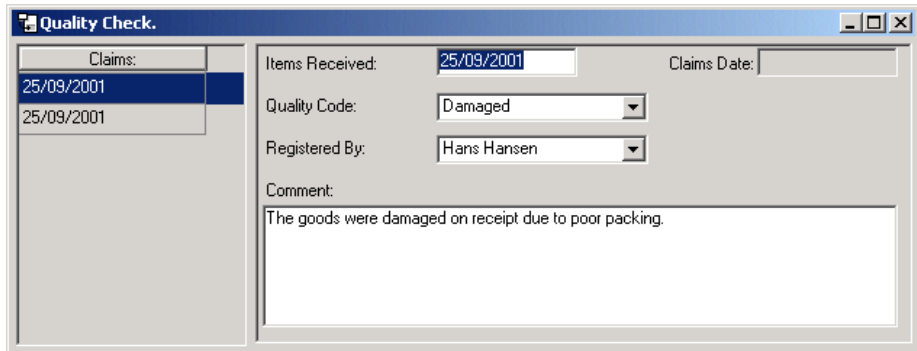 Quality Check.
Claims:
25/09/2001
25/09/2001
Items Received: 25/09/2001 Claims Date:
Quality Code: Damaged
Registered By: Hans Hansen
Comment:
The goods were damaged on receipt due to poor packing.